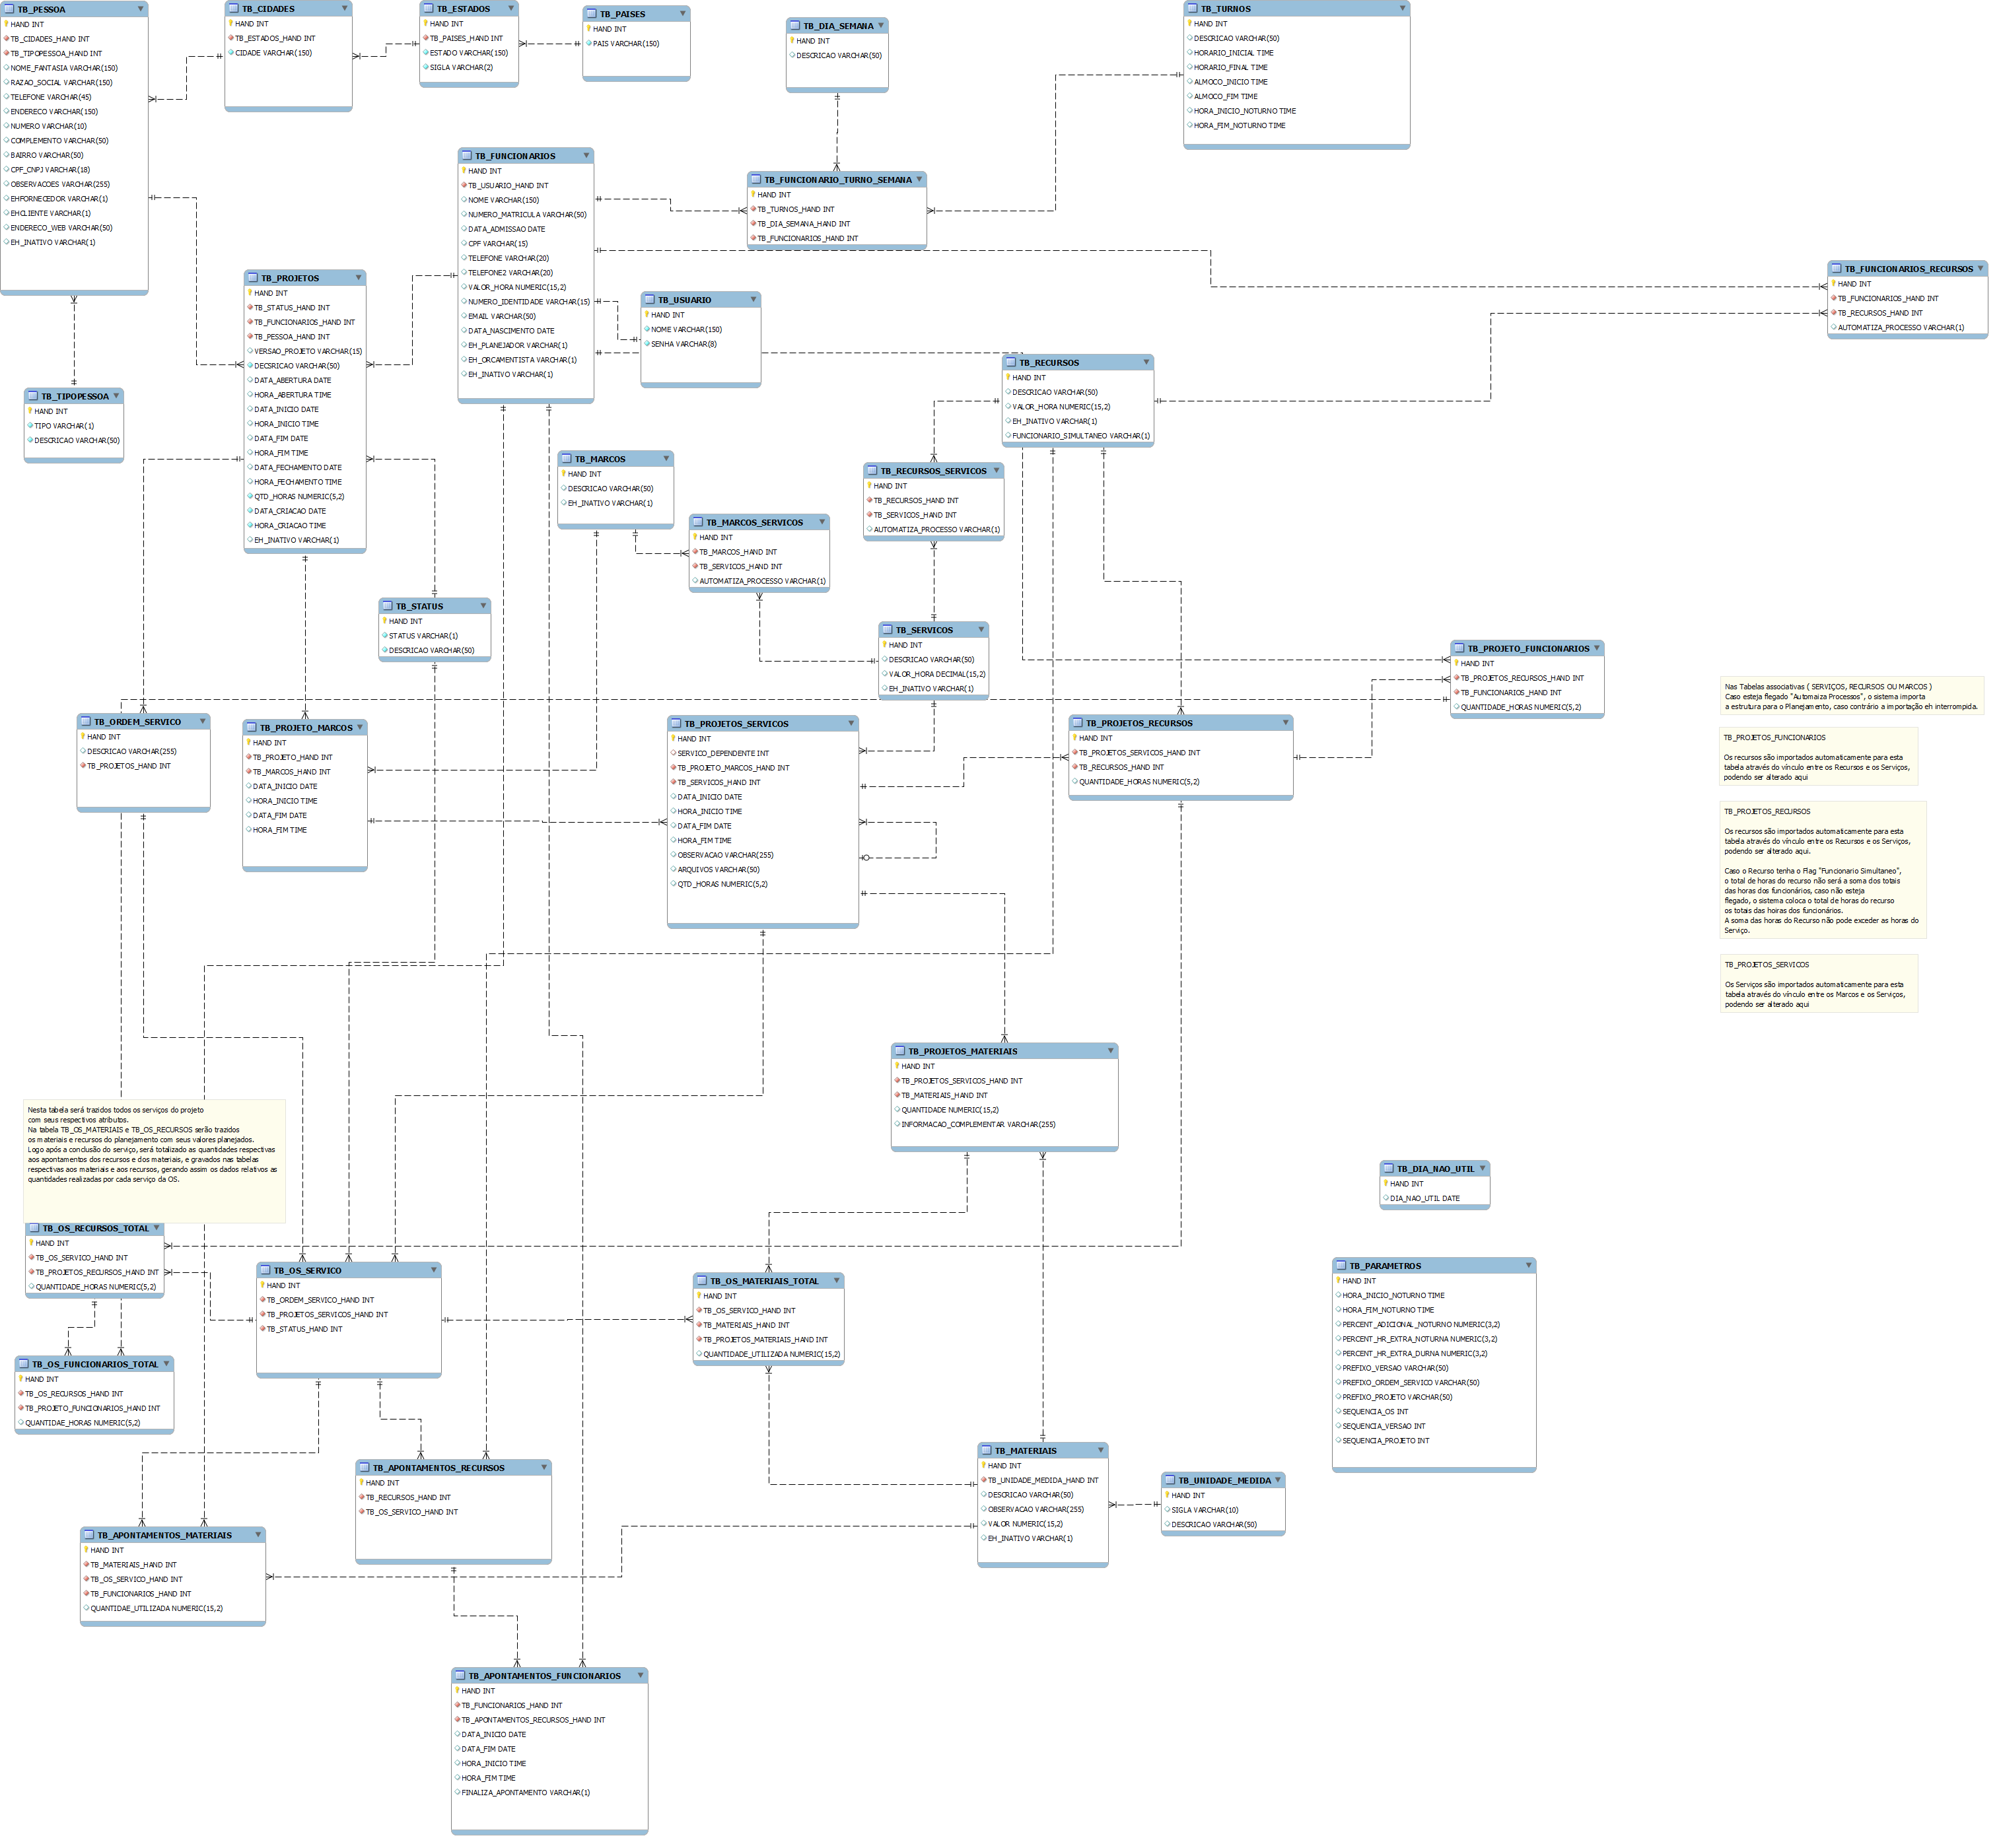 TB_PESSOA
HAND INT
TB_CIDADES_HAND INT
TB_TIPOPESSOA_HAND INT
NOME_FANTASIA VARCHAR(150)
RAZAO_SOCIAL VARCHAR(150)
TELEFONE VARCHAR(45)
ENDERECO VARCHAR(150)
NUMERO VARCHAR(10)
COMPLEMENTO VARCHAR(50)
BAIRRO VARCHAR(50)
CPF_CNPJ VARCHAR(18)
OBSERVACOES VARCHAR(255)
EHFORNECEDOR VARCHAR(1)
EHCLIENTE VARCHAR(1)
ENDERECO_WEB VARCHAR(50)
EH_INATIVO VARCHAR(1)
TB_CIDADES
HAND INT
TB_ESTADOS_HAND INT
CIDADE VARCHAR(150)
TB_ESTADOS
HAND INT
TB_PAISES_HAND INT
ESTADO VARCHAR(150)
SIGLA VARCHAR(2)
TB_PAISES
HAND INT
PAIS VARCHAR(150)
TB_DIA_SEMANA
HAND INT
DESCRICAO VARCHAR(50)
TB_TURNOS
HAND INT
DESCRICAO VARCHAR(50)
HORARIO_INICIAL TIME
HORARIO_FINAL TIME
ALMOCO_INICIO TIME
ALMOCO_FIM TIME
HORA_INICIO_NOTURNO TIME
HORA_FIM_NOTURNO TIME
TB_FUNCIONARIOS
HAND INT
TB_USUARIO_HAND INT
NOME VARCHAR(150)
NUMERO_MATRICULA VARCHAR(50)
DATA_ADMISSAO DATE
CPF VARCHAR(15)
TELEFONE VARCHAR(20)
TELEFONE2 VARCHAR(20)
VALOR_HORA NUMERIC(15,2)
NUMERO_IDENTIDADE VARCHAR(15)
EMAIL VARCHAR(50)
DATA_NASCIMENTO DATE
EH_PLANEJADOR VARCHAR(1)
EH_ORCAMENTISTA VARCHAR(1)
EH_INATIVO VARCHAR(1)
TB_FUNCIONARIO_TURNO_SEMANA
HAND INT
TB_TURNOS_HAND INT
TB_DIA_SEMANA_HAND INT
TB_FUNCIONARIOS_HAND INT
TB_FUNCIONARIOS_RECURSOS
HAND INT
TB_FUNCIONARIOS_HAND INT
TB_RECURSOS_HAND INT
AUTOMATIZA_PROCESSO VARCHAR(1)
TB_PROJETOS
HAND INT
TB_STATUS_HAND INT
TB_FUNCIONARIOS_HAND INT
TB_PESSOA_HAND INT
VERSAO_PROJETO VARCHAR(15)
DECSRICAO VARCHAR(50)
DATA_ABERTURA DATE
HORA_ABERTURA TIME
DATA_INICIO DATE
HORA_INICIO TIME
DATA_FIM DATE
HORA_FIM TIME
DATA_FECHAMENTO DATE
HORA_FECHAMENTO TIME
QTD_HORAS NUMERIC(5,2)
DATA_CRIACAO DATE
HORA_CRIACAO TIME
EH_INATIVO VARCHAR(1)
TB_USUARIO
HAND INT
NOME VARCHAR(150)
SENHA VARCHAR(8)
TB_RECURSOS
HAND INT
DESCRICAO VARCHAR(50)
VALOR_HORA NUMERIC(15,2)
EH_INATIVO VARCHAR(1)
FUNCIONARIO_SIMULTANEO VARCHAR(1)
TB_TIPOPESSOA
HAND INT
TIPO VARCHAR(1)
DESCRICAO VARCHAR(50)
TB_MARCOS
HAND INT
DESCRICAO VARCHAR(50)
EH_INATIVO VARCHAR(1)
TB_RECURSOS_SERVICOS
HAND INT
TB_RECURSOS_HAND INT
TB_SERVICOS_HAND INT
AUTOMATIZA_PROCESSO VARCHAR(1)
TB_MARCOS_SERVICOS
HAND INT
TB_MARCOS_HAND INT
TB_SERVICOS_HAND INT
AUTOMATIZA_PROCESSO VARCHAR(1)
TB_STATUS
HAND INT
STATUS VARCHAR(1)
DESCRICAO VARCHAR(50)
TB_SERVICOS
HAND INT
DESCRICAO VARCHAR(50)
VALOR_HORA DECIMAL(15,2)
EH_INATIVO VARCHAR(1)
TB_PROJETO_FUNCIONARIOS
HAND INT
TB_PROJETOS_RECURSOS_HAND INT
TB_FUNCIONARIOS_HAND INT
QUANTIDADE_HORAS NUMERIC(5,2)
Nas Tabelas associativas ( SERVIÇOS, RECURSOS OU MARCOS )
Caso esteja flegado "Automaiza Processos", o sistema importa
a estrutura para o Planejamento, caso contrário a importação eh interrompida.
TB_PROJETOS_FUNCIONARIOS
Os recursos são importados automaticamente para esta
tabela através do vínculo entre os Recursos e os Serviços,
podendo ser alterado aqui
TB_PROJETOS_RECURSOS
Os recursos são importados automaticamente para esta
tabela através do vínculo entre os Recursos e os Serviços,
podendo ser alterado aqui.
Caso o Recurso tenha o Flag "Funcionario Simultaneo",
o total de horas do recurso não será a soma dos totais
das horas dos funcionários, caso não esteja
flegado, o sistema coloca o total de horas do recurso
os totais das hoiras dos funcionários.
A soma das horas do Recurso não pode exceder as horas do
Serviço.
TB_PROJETOS_SERVICOS
Os Serviços são importados automaticamente para esta
tabela através do vínculo entre os Marcos e os Serviços,
podendo ser alterado aqui
TB_ORDEM_SERVICO
HAND INT
DESCRICAO VARCHAR(255)
TB_PROJETOS_HAND INT
TB_PROJETO_MARCOS
HAND INT
TB_PROJETO_HAND INT
TB_MARCOS_HAND INT
DATA_INICIO DATE
HORA_INICIO TIME
DATA_FIM DATE
HORA_FIM TIME
TB_PROJETOS_SERVICOS
HAND INT
SERVICO_DEPENDENTE INT
TB_PROJETO_MARCOS_HAND INT
TB_SERVICOS_HAND INT
DATA_INICIO DATE
HORA_INICIO TIME
DATA_FIM DATE
HORA_FIM TIME
OBSERVACAO VARCHAR(255)
ARQUIVOS VARCHAR(50)
QTD_HORAS NUMERIC(5,2)
TB_PROJETOS_RECURSOS
HAND INT
TB_PROJETOS_SERVICOS_HAND INT
TB_RECURSOS_HAND INT
QUANTIDADE_HORAS NUMERIC(5,2)
TB_PROJETOS_MATERIAIS
HAND INT
TB_PROJETOS_SERVICOS_HAND INT
TB_MATERIAIS_HAND INT
QUANTIDADE NUMERIC(15,2)
INFORMACAO_COMPLEMENTAR VARCHAR(255)
Nesta tabela será trazidos todos os serviços do projeto
com seus respectivos atributos.
Na tabela TB_OS_MATERIAIS e TB_OS_RECURSOS serão trazidos
os materiais e recursos do planejamento com seus valores planejados.
Logo após a conclusão do serviço, será totalizado as quantidades respectivas
aos apontamentos dos recursos e dos materiais, e gravados nas tabelas
respectivas aos materiais e aos recursos, gerando assim os dados relativos as
quantidades realizadas por cada serviço da OS.
TB_DIA_NAO_UTIL
HAND INT
DIA_NAO_UTIL DATE
TB_OS_RECURSOS_TOTAL
HAND INT
TB_OS_SERVICO_HAND INT
TB_PROJETOS_RECURSOS_HAND INT
QUANTIDADE_HORAS NUMERIC(5,2)
TB_OS_SERVICO
HAND INT
TB_ORDEM_SERVICO_HAND INT
TB_PROJETOS_SERVICOS_HAND INT
TB_STATUS_HAND INT
TB_OS_MATERIAIS_TOTAL
HAND INT
TB_OS_SERVICO_HAND INT
TB_MATERIAIS_HAND INT
TB_PROJETOS_MATERIAIS_HAND INT
QUANTIDADE_UTILIZADA NUMERIC(15,2)
TB_PARAMETROS
HAND INT
HORA_INICIO_NOTURNO TIME
HORA_FIM_NOTURNO TIME
PERCENT_ADICIONAL_NOTURNO NUMERIC(3,2)
PERCENT_HR_EXTRA_NOTURNA NUMERIC(3,2)
PERCENT_HR_EXTRA_DURNA NUMERIC(3,2)
PREFIXO_VERSAO VARCHAR(50)
PREFIXO_ORDEM_SERVICO VARCHAR(50)
PREFIXO_PROJETO VARCHAR(50)
SEQUENCIA_OS INT
SEQUENCIA_VERSAO INT
SEQUENCIA_PROJETO INT
TB_OS_FUNCIONARIOS_TOTAL
HAND INT
TB_OS_RECURSOS_HAND INT
TB_PROJETO_FUNCIONARIOS_HAND INT
QUANTIDAE_HORAS NUMERIC(5,2)
TB_MATERIAIS
HAND INT
TB_UNIDADE_MEDIDA_HAND INT
DESCRICAO VARCHAR(50)
OBSERVACAO VARCHAR(255)
VALOR NUMERIC(15,2)
EH_INATIVO VARCHAR(1)
TB_UNIDADE_MEDIDA
HAND INT
SIGLA VARCHAR(10)
DESCRICAO VARCHAR(50)
TB_APONTAMENTOS_RECURSOS
HAND INT
TB_RECURSOS_HAND INT
TB_OS_SERVICO_HAND INT
TB_APONTAMENTOS_MATERIAIS
HAND INT
TB_MATERIAIS_HAND INT
TB_OS_SERVICO_HAND INT
TB_FUNCIONARIOS_HAND INT
QUANTIDAE_UTILIZADA NUMERIC(15,2)
TB_APONTAMENTOS_FUNCIONARIOS
HAND INT
TB_FUNCIONARIOS_HAND INT
TB_APONTAMENTOS_RECURSOS_HAND INT
DATA_INICIO DATE
DATA_FIM DATE
HORA_INICIO TIME
HORA_FIM TIME
FINALIZA_APONTAMENTO VARCHAR(1)